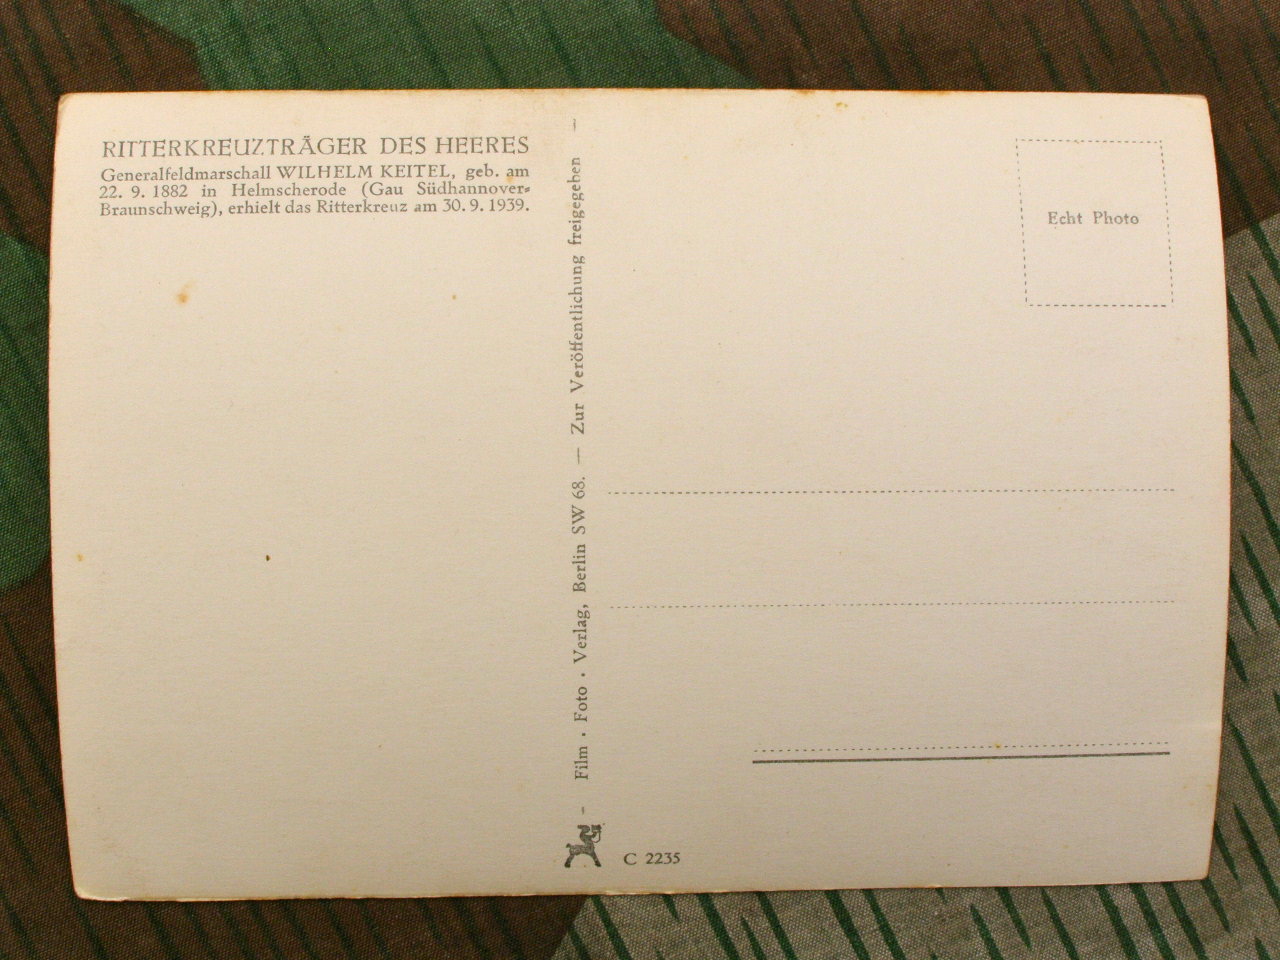 RITTERKREUZTRÄGER DES HEERES
Generalfeldmarschall WILHELM KEITEL, geb. am
22. 9. 1882 in Helmscherode (Gau Südhannover-
Braunschweig), erhielt das Ritterkreuz am 30. 9. 1939.
Film · Foto · Verlag, Berlin SW 68. — Zur Veröffentlichung freigegeben —
Echt Photo
C 2235